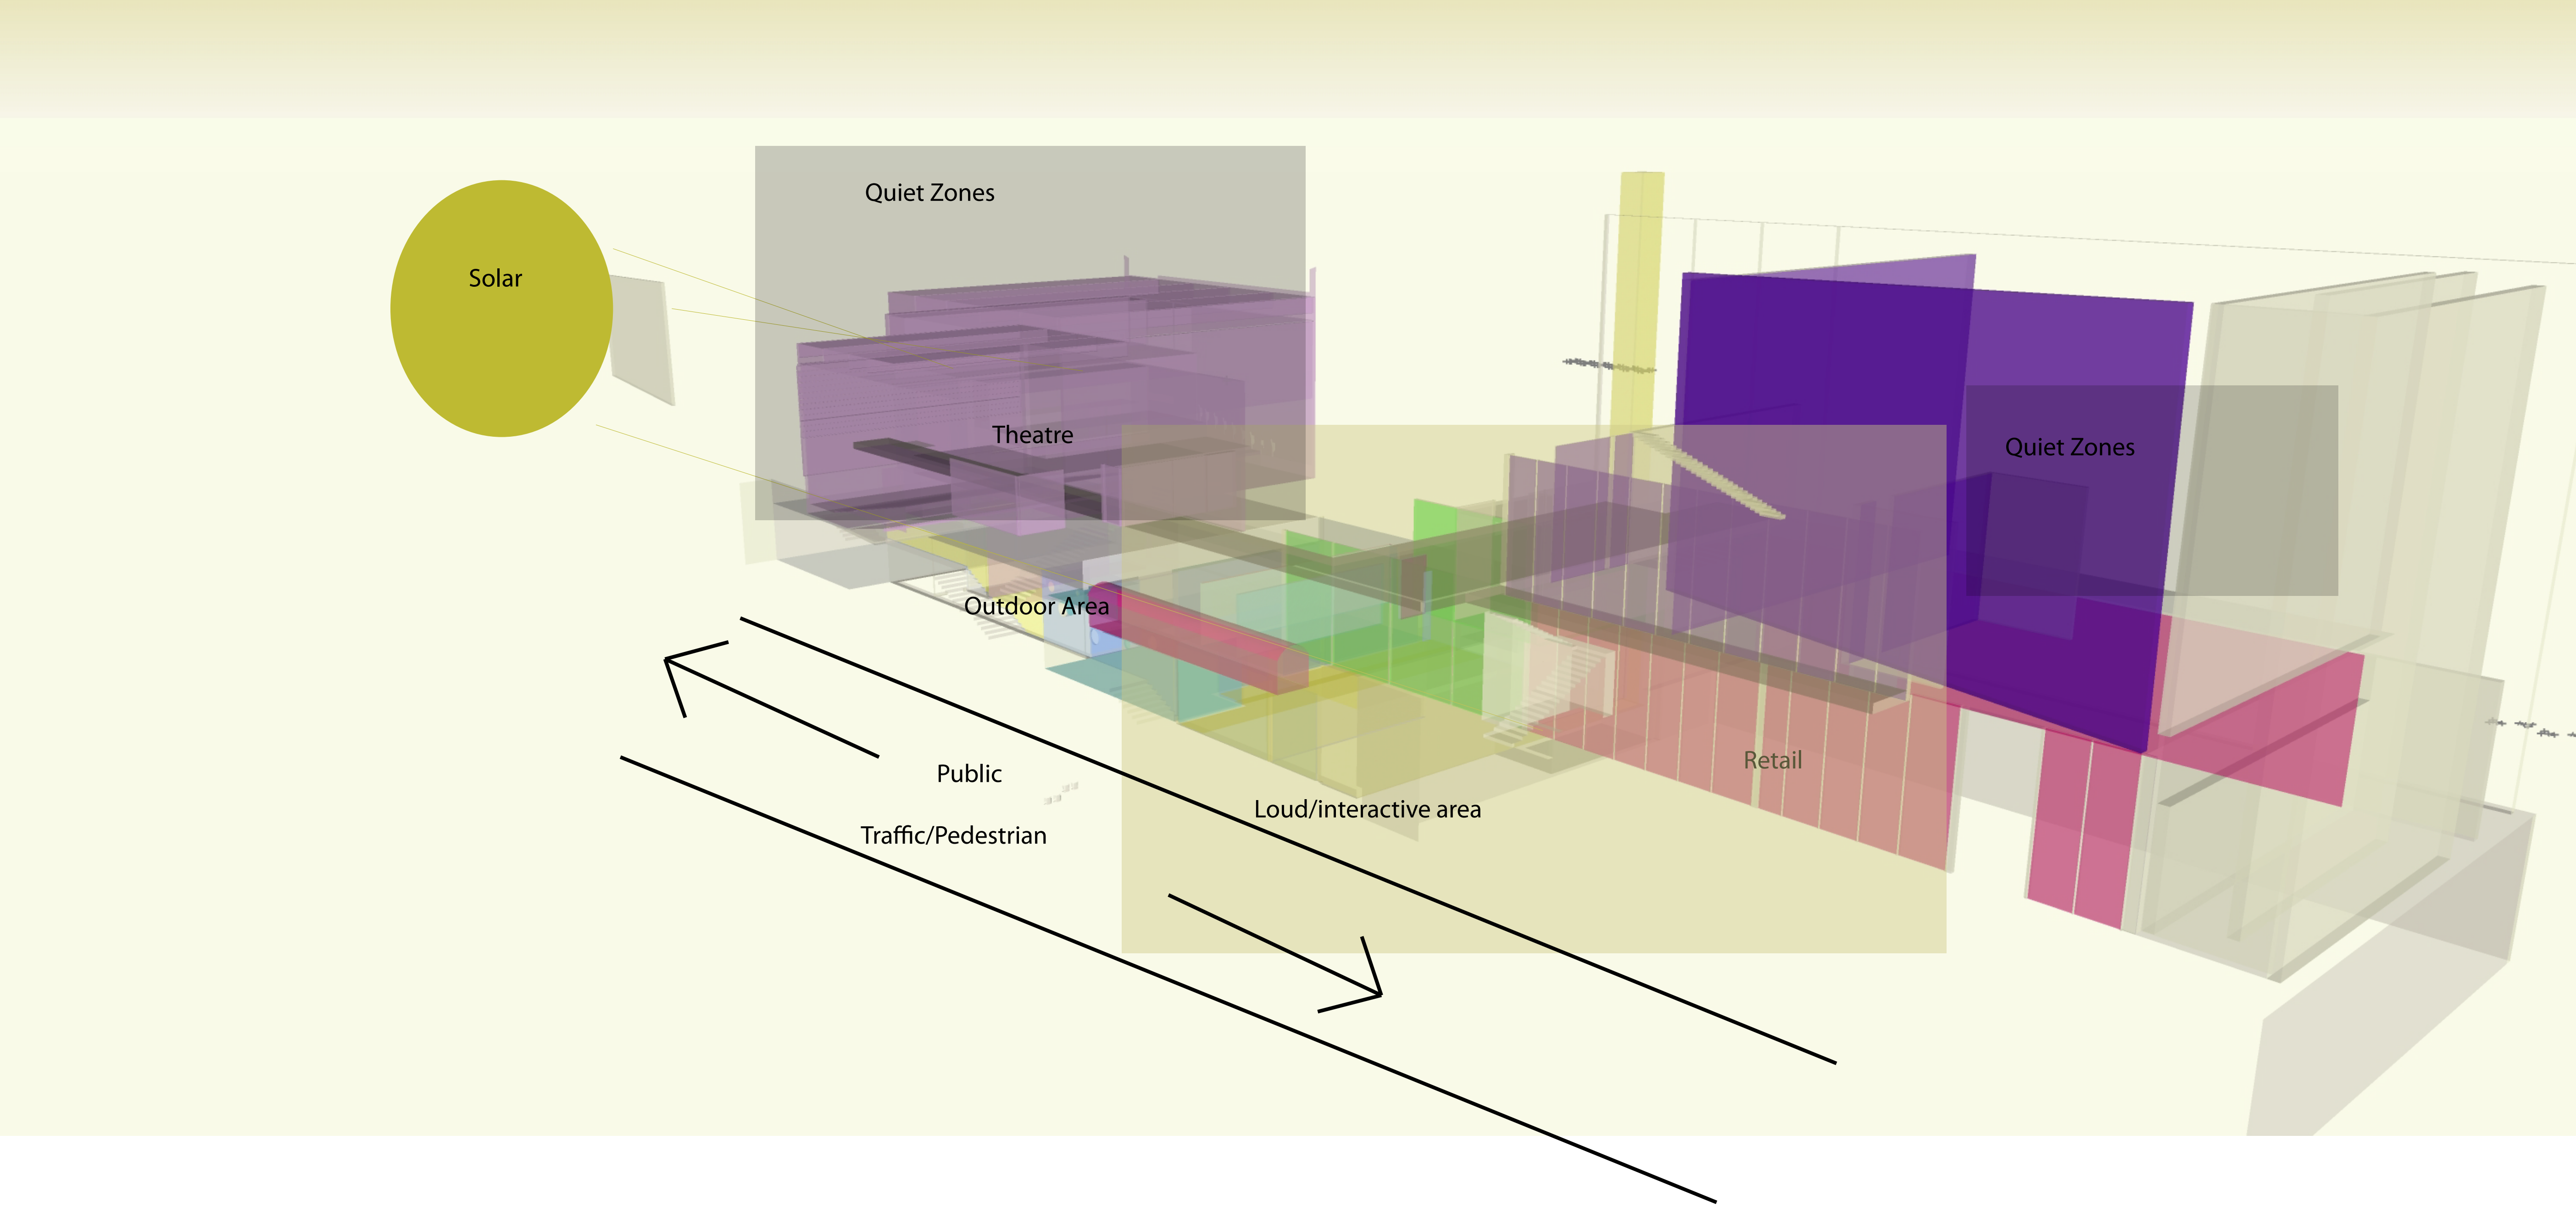 Quiet Zones
Solar
Theatre
Quiet Zones
Outdoor Area
Retail
Public
Loud/interactive area
Traffic/Pedestrian